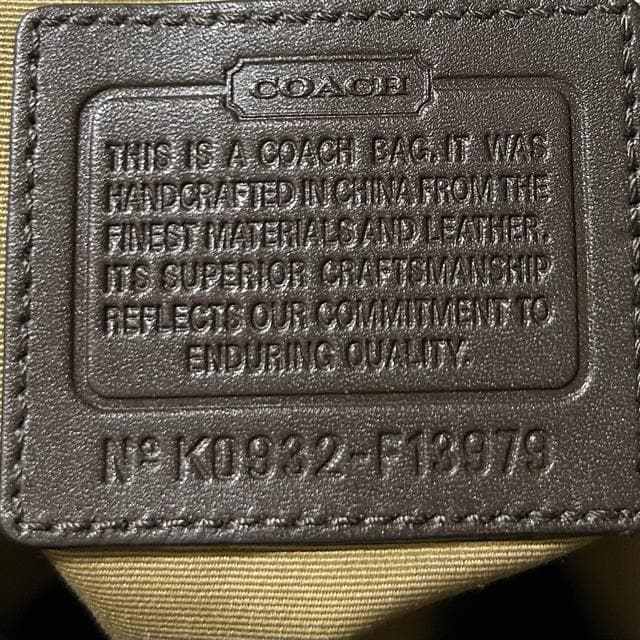 COACH
THIS IS A COACH BAG. IT WAS
HANDCRAFTED IN CHINA FROM THE
FINEST MATERIALS AND LEATHER.
ITS SUPERIOR CRAFTSMANSHIP
REFLECTS OUR COMMITMENT TO
ENDURING QUALITY.
Nº K0932-F13979